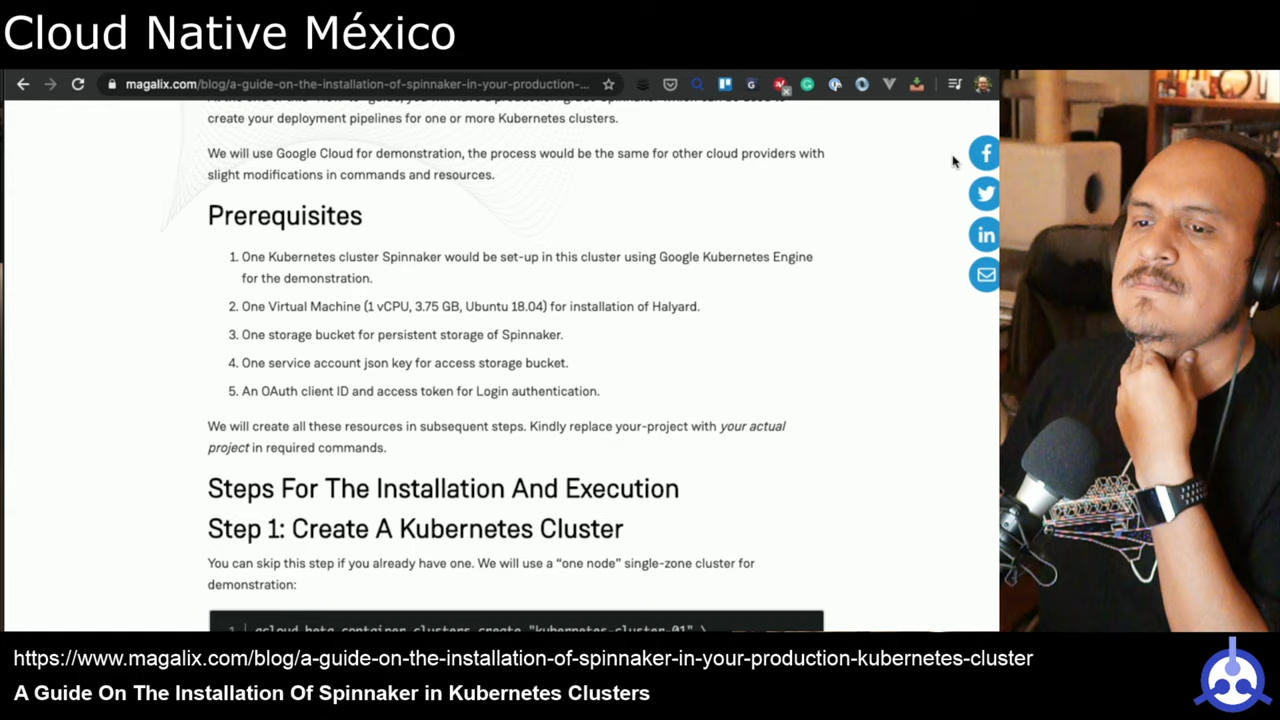 Cloud Native México
magalix.com/blog/a-guide-on-the-installation-of-spinnaker-in-your-production-...
create your deployment pipelines for one or more Kubernetes clusters.
We will use Google Cloud for demonstration, the process would be the same for other cloud providers with
slight modifications in commands and resources.
Prerequisites
1. One Kubernetes cluster Spinnaker would be set-up in this cluster using Google Kubernetes Engine
for the demonstration.
2. One Virtual Machine (1 vCPU, 3.75 GB, Ubuntu 18.04) for installation of Halyard.
3. One storage bucket for persistent storage of Spinnaker.
4. One service account json key for access storage bucket.
5. An OAuth client ID and access token for Login authentication.
We will create all these resources in subsequent steps. Kindly replace your-project with your actual
project in required commands.
Steps For The Installation And Execution
Step 1: Create A Kubernetes Cluster
You can skip this step if you already have one. We will use a “one node” single-zone cluster for
demonstration:
1 gcloud beta container clusters create "kubernetes-cluster-01" \
https://www.magalix.com/blog/a-guide-on-the-installation-of-spinnaker-in-your-production-kubernetes-cluster
A Guide On The Installation Of Spinnaker in Kubernetes Clusters